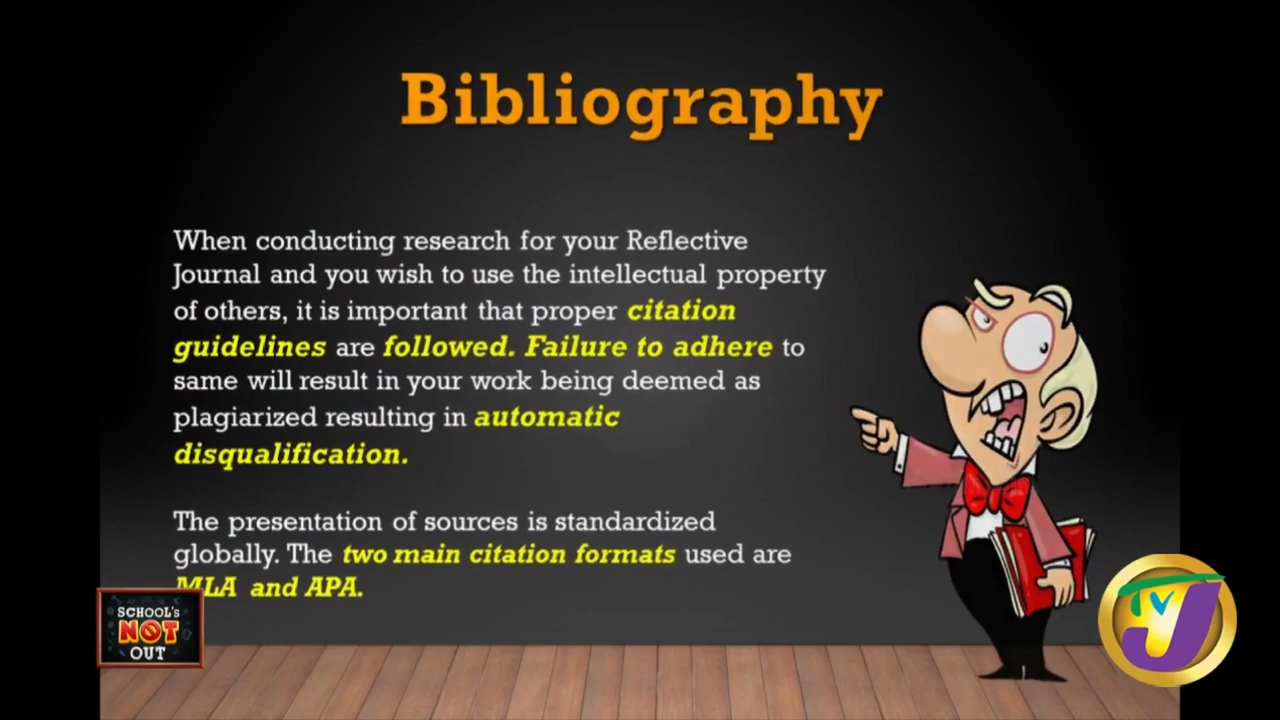 Bibliography
When conducting research for your Reflective
Journal and you wish to use the intellectual property
of others, it is important that proper citation
guidelines are followed. Failure to adhere to
same will result in your work being deemed as
plagiarized resulting in automatic
disqualification.
The presentation of sources is standardized
globally. The two main citation formats used are
MLA and APA.
SCHOOL's
NOT
OUT
TVJ